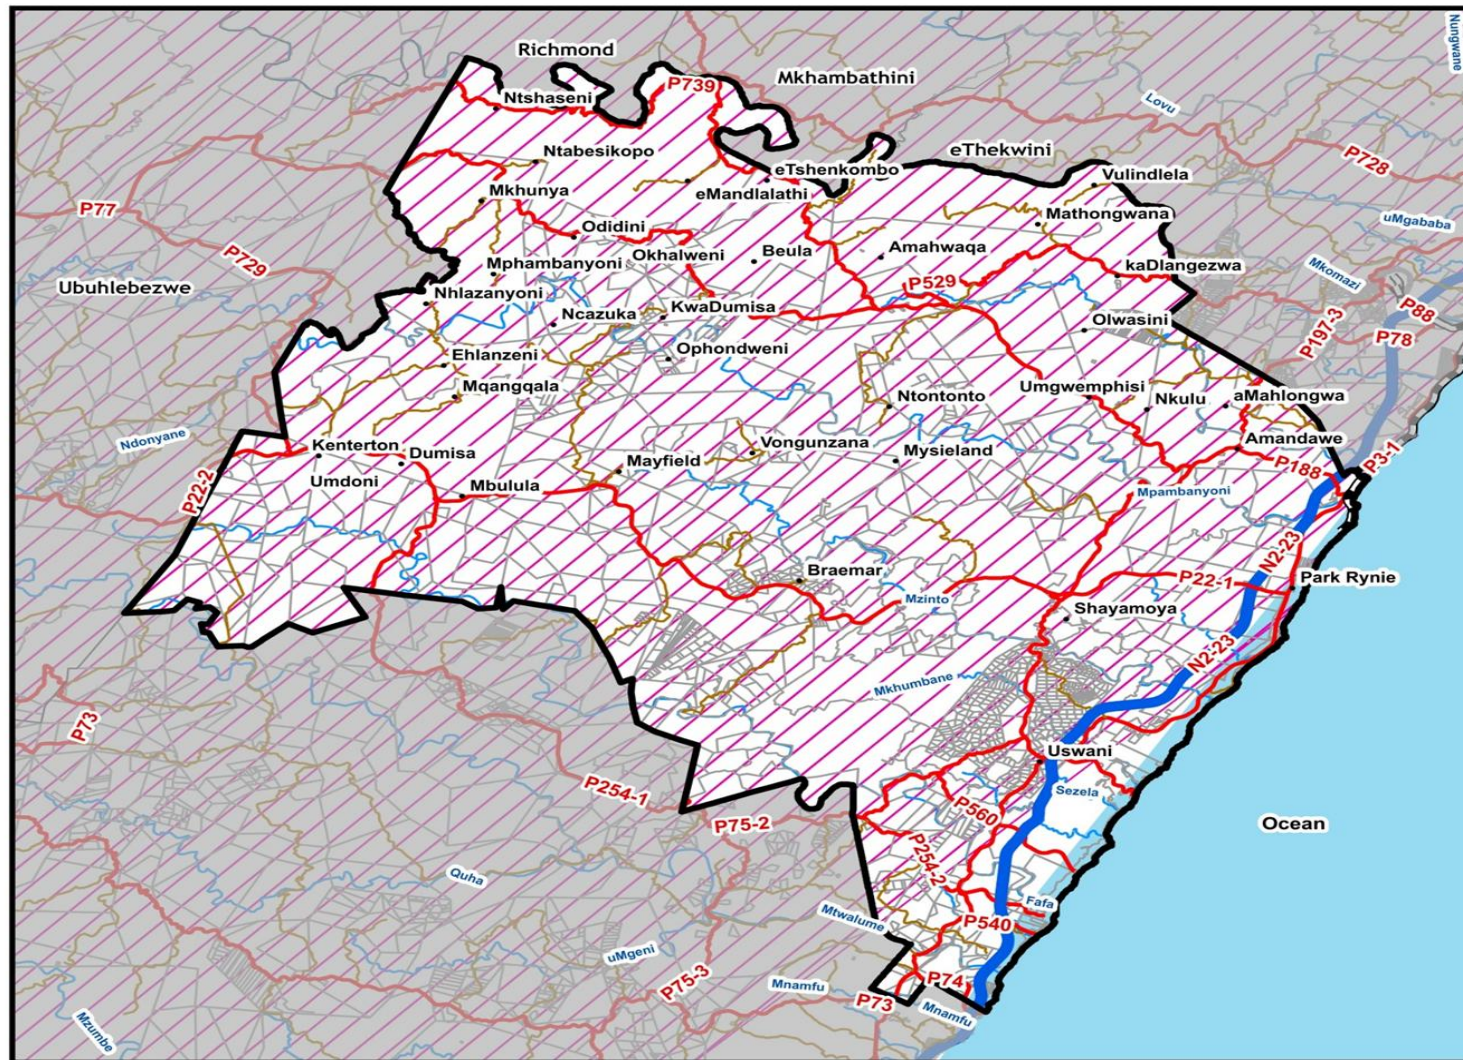 Nungwane
Richmond
Mkhambathini
P739
Ntshaseni
Lovu
eThekwini
P728
Ntabesikopo
eTshenkombo
Vulindlela
Mkhunya
eMandlalathi
P77
Mathongwana
uMgababa
Odidini
Beula
Amahwaqa
Okhalweni
P729
Mphambanyoni
kaDlangezwa
Mkomazi
Ubuhlebezwe
P529
Nhlazanyoni
P88
KwaDumisa
Ncazuka
Olwasini
P197-3
P78
Ehlanzeni
Ophondweni
Mqangqala
Umgwemphisi
Ntontonto
Nkulu
aMahlongwa
Ndonyane
Kenterton
Dumisa
Vongunzana
Mysieland
Amandawe
P3-1
P188
Mayfield
Umdoni
P22-2
Mbulula
Mpambanyoni
N2-23
Braemar
P22-1
Park Rynie
Mzinto
Shayamoya
N2-23
Mkhumbane
P73
Uswani
P254-1
Sezela
P560
P75-2
Ocean
P254-2
Quha
Fafa
Mtwalume
P540
uMgeni
P75-3
Mnamfu
P74
P73
Mnamfu
Mzumbe